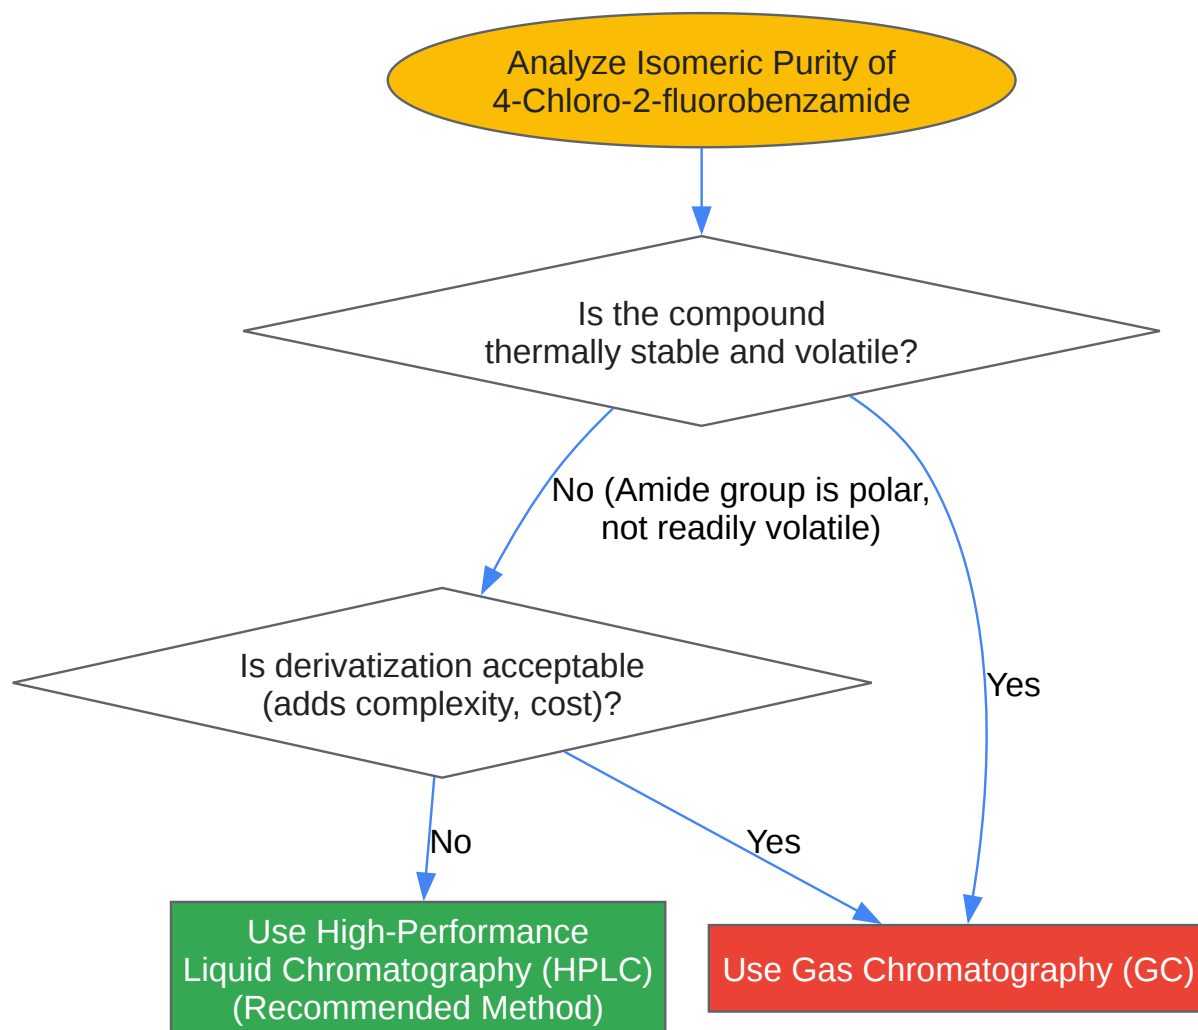 Analyze Isomeric Purity of
4-Chloro-2-fluorobenzamide
Is the compound
thermally stable and volatile?
No (Amide group is polar,
not readily volatile)
Is derivatization acceptable
(adds complexity, cost)?
Yes
No
Yes
Use High-Performance
Liquid Chromatography (HPLC)
(Recommended Method)
Use Gas Chromatography (GC)